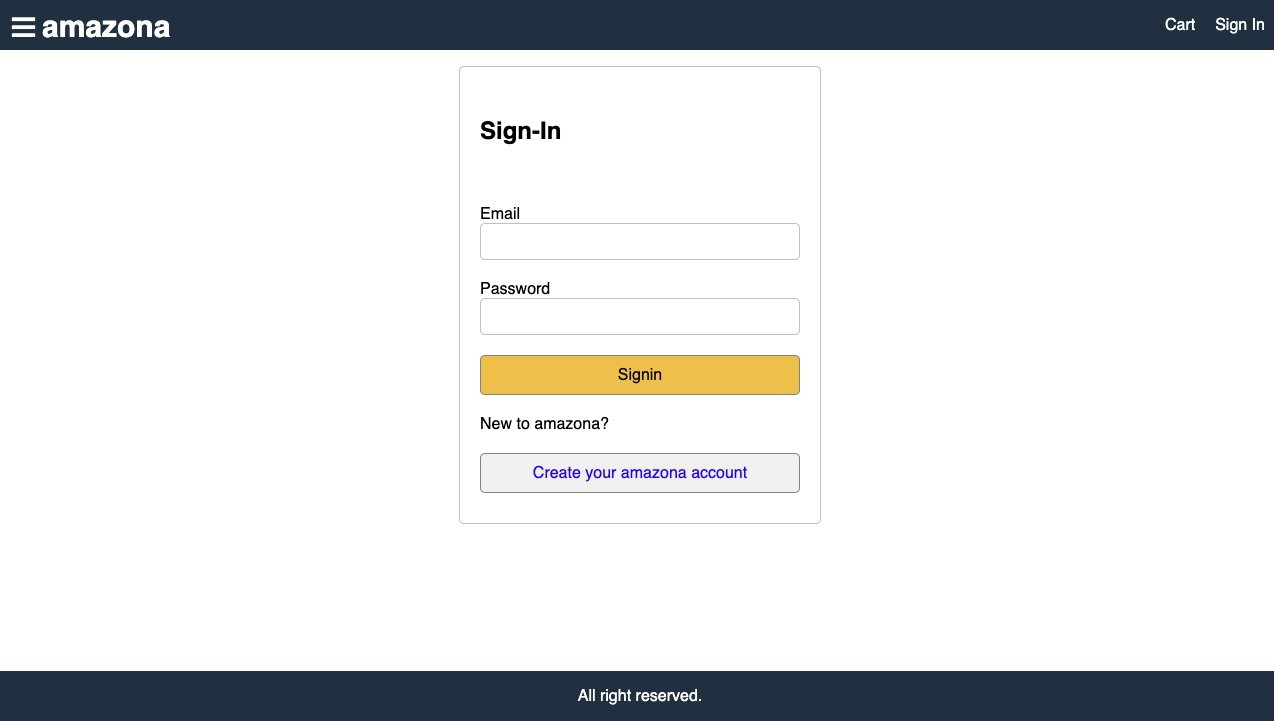 amazona
Cart
Sign In
Sign-In
Email
Password
Signin
New to amazona?
Create your amazona account
All right reserved.